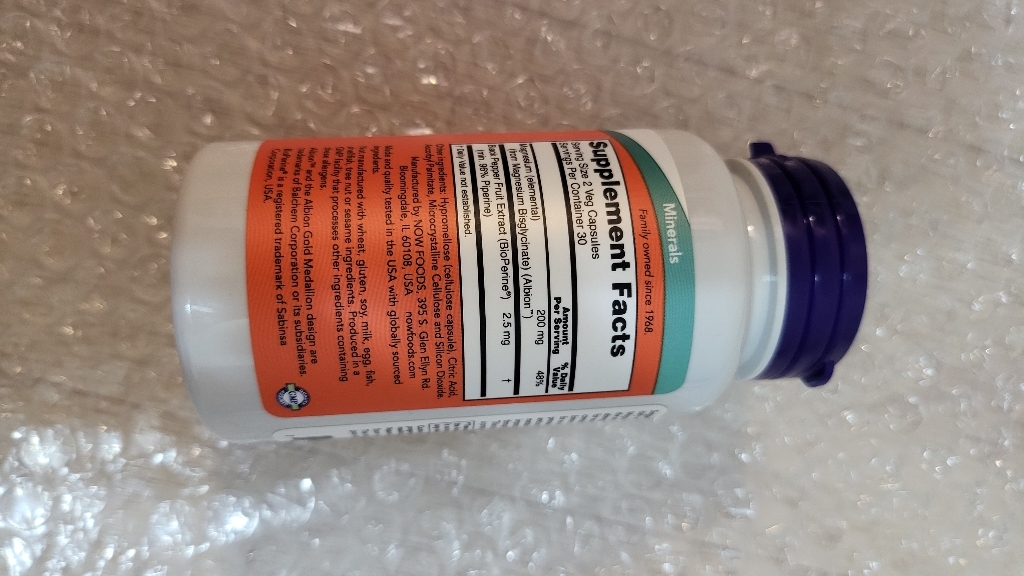 Minerals
Family owned since 1968.
Supplement Facts
Serving Size 2 Veg Capsules
Servings Per Container 30
Amount Per Serving
% Daily Value
Magnesium (elemental) 200 mg 48%
(from Magnesium Bisglycinate) (Albion™)
Black Pepper Fruit Extract (BioPerine®) 2.5 mg †
(min. 98% Piperine)
† Daily Value not established.
Other ingredients: Hypromellose (cellulose capsule), Citric Acid,
Ascorbyl Palmitate, Microcrystalline Cellulose and Silicon Dioxide.
Manufactured by NOW FOODS, 395 S. Glen Ellyn Rd.
Bloomingdale, IL 60108, USA nowfoods.com
and quality tested in the USA with globally sourced
ingredients.
Not manufactured with wheat, gluten, soy, milk, egg, fish,
shellfish, tree nut or sesame ingredients. Produced in a
GMP facility that processes other ingredients containing
these allergens.
Albion™ and the Albion Gold Medallion design are
trademarks of Balchem Corporation or its subsidiaries.
BioPerine® is a registered trademark of Sabinsa
Corporation, USA.
GMP